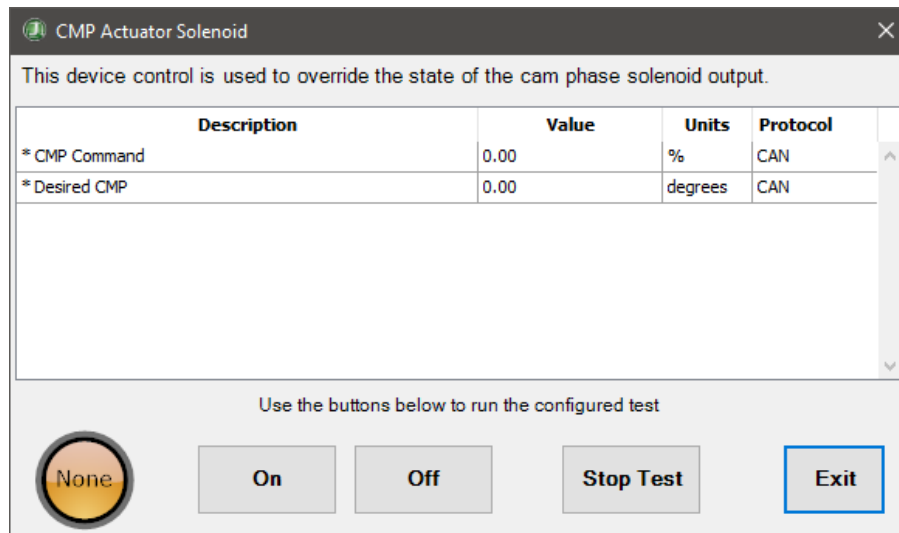 CMP Actuator Solenoid
This device control is used to override the state of the cam phase solenoid output.
Description Value Units Protocol
* CMP Command 0.00 % CAN
* Desired CMP 0.00 degrees CAN
Use the buttons below to run the configured test
None On Off Stop Test Exit